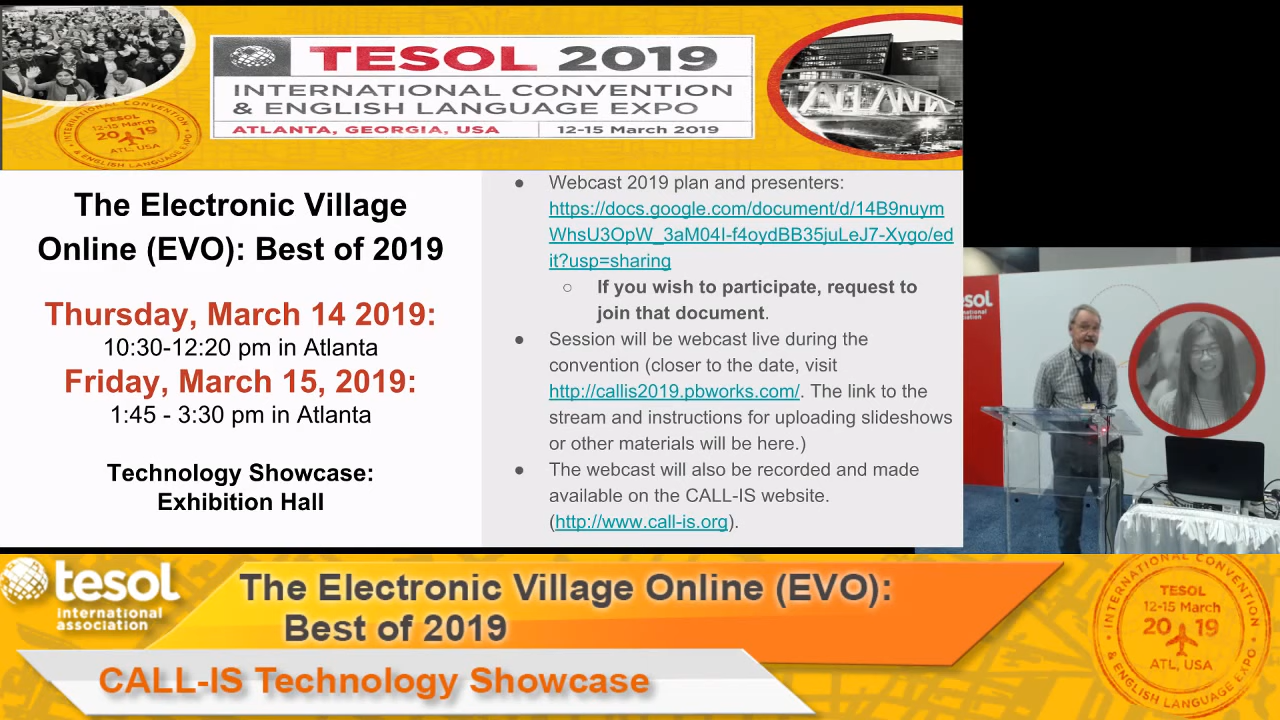 TESOL 2019
INTERNATIONAL CONVENTION
& ENGLISH LANGUAGE EXPO
ATLANTA, GEORGIA, USA
12-15 March 2019
INTERNATIONAL CONVENTION
TESOL
12-15 March
20 19
ATL, USA
& ENGLISH LANGUAGE EXPO
ATLANTA
The Electronic Village
Online (EVO): Best of 2019
Thursday, March 14 2019:
10:30-12:20 pm in Atlanta
Friday, March 15, 2019:
1:45 - 3:30 pm in Atlanta
Technology Showcase:
Exhibition Hall
● Webcast 2019 plan and presenters:
https://docs.google.com/document/d/14B9nuym
WhsU3OpW_3aM04I-f4oydBB35juLeJ7-Xygo/ed
it?usp=sharing
○ If you wish to participate, request to
join that document.
● Session will be webcast live during the
convention (closer to the date, visit
http://callis2019.pbworks.com/. The link to the
stream and instructions for uploading slideshows
or other materials will be here.)
● The webcast will also be recorded and made
available on the CALL-IS website.
(http://www.call-is.org).
sol
tesol
international
association
The Electronic Village Online (EVO):
Best of 2019
CALL-IS Technology Showcase
INTERNATIONAL CONVENTION
TESOL
12-15 March
20 19
ATL, USA
& ENGLISH LANGUAGE EXPO